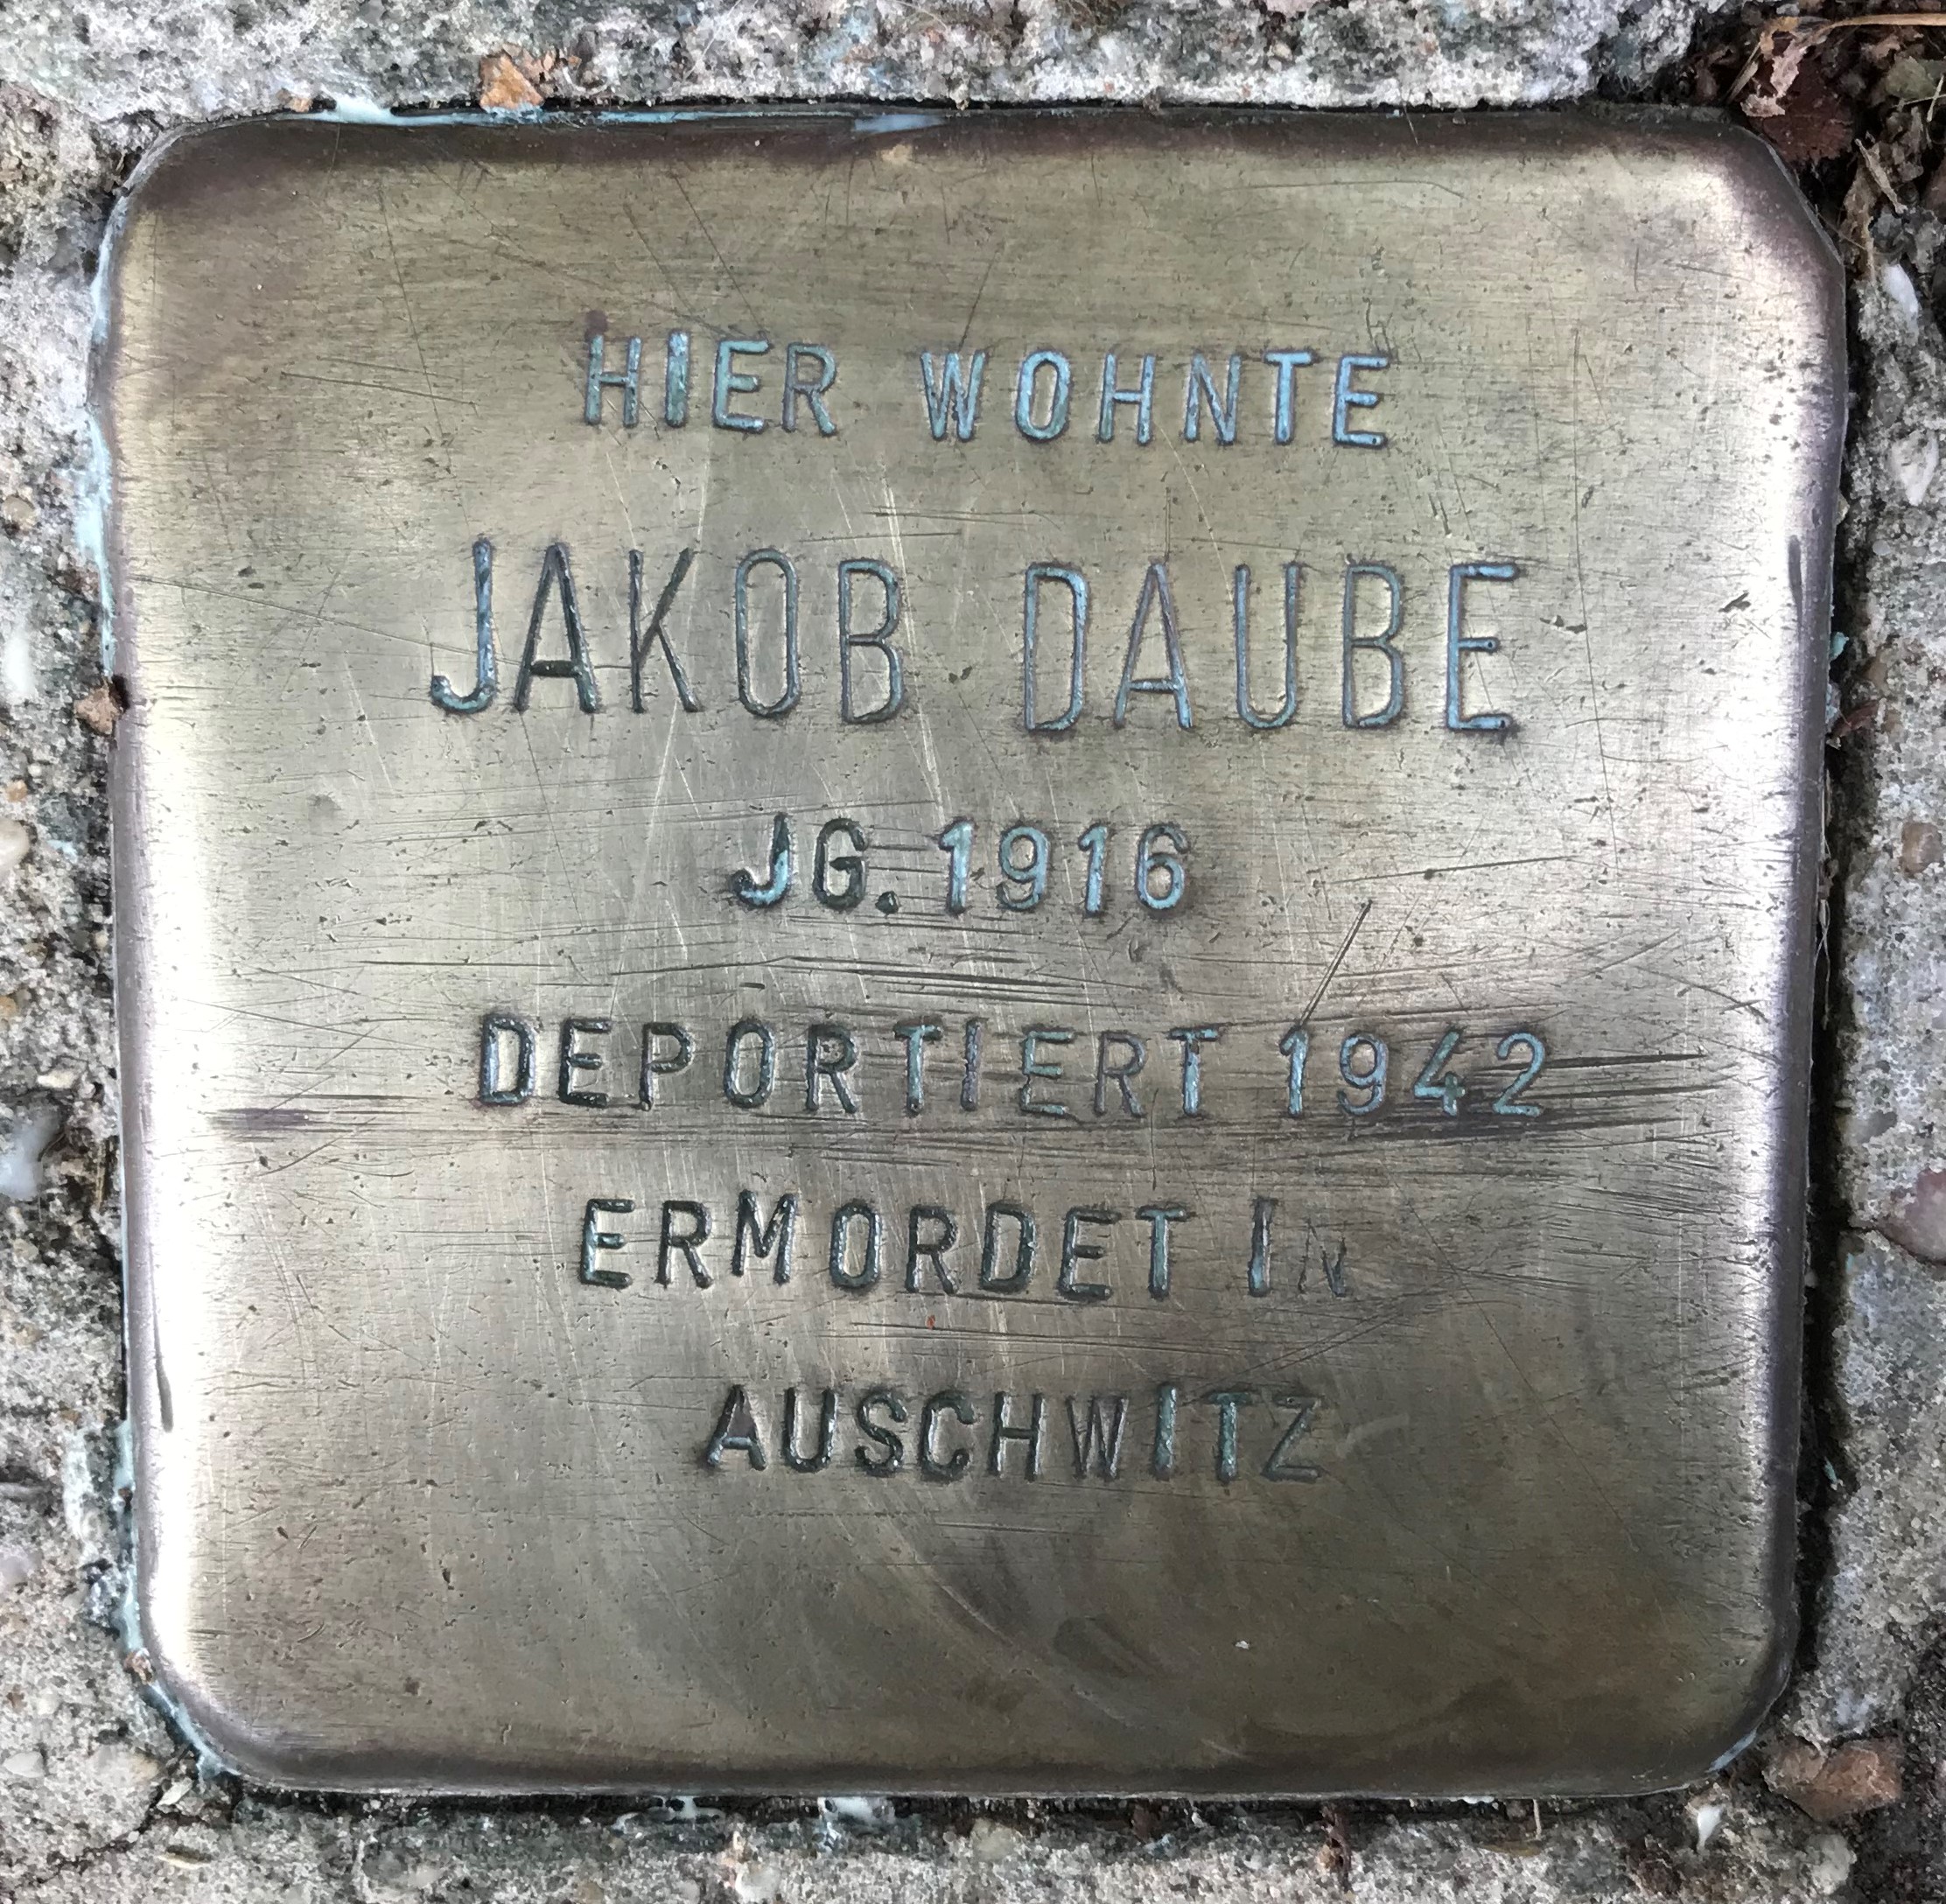 HIER WOHNTE
JAKOB DAUBE
JG. 1916
DEPORTIERT 1942
ERMORDET IN
AUSCHWITZ